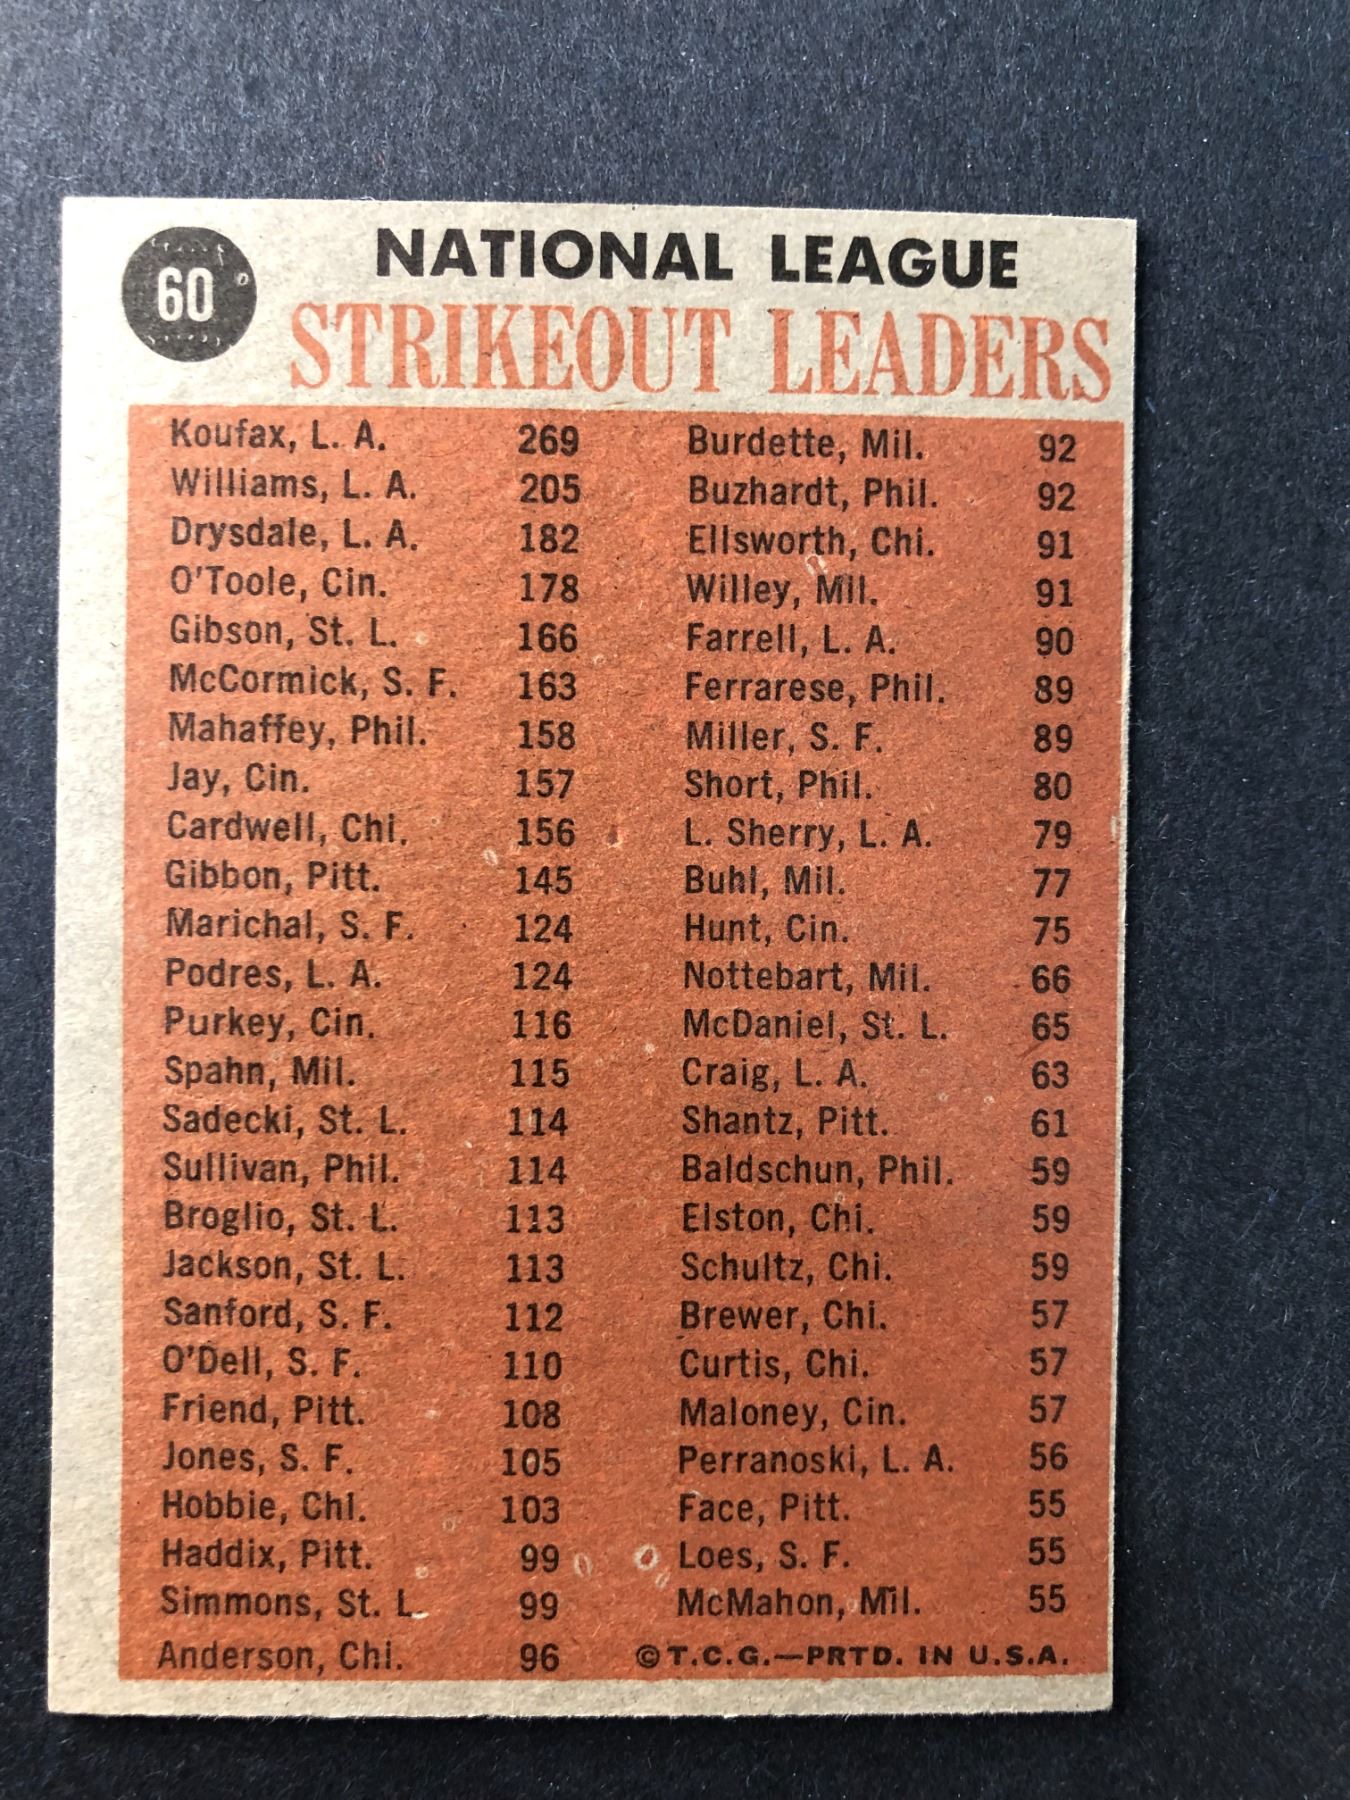 60
NATIONAL LEAGUE
STRIKEOUT LEADERS
Koufax, L. A. 269
Williams, L. A. 205
Drysdale, L. A. 182
O'Toole, Cin. 178
Gibson, St. L. 166
McCormick, S. F. 163
Mahaffey, Phil. 158
Jay, Cin. 157
Cardwell, Chi. 156
Gibbon, Pitt. 145
Marichal, S. F. 124
Podres, L. A. 124
Purkey, Cin. 116
Spahn, Mil. 115
Sadecki, St. L. 114
Sullivan, Phil. 114
Broglio, St. L. 113
Jackson, St. L. 113
Sanford, S. F. 112
O'Dell, S. F. 110
Friend, Pitt. 108
Jones, S. F. 105
Hobbie, Chi. 103
Haddix, Pitt. 99
Simmons, St. L. 99
Anderson, Chi. 96
Burdette, Mil. 92
Buzhardt, Phil. 92
Ellsworth, Chi. 91
Willey, Mil. 91
Farrell, L. A. 90
Ferrarese, Phil. 89
Miller, S. F. 89
Short, Phil. 80
L. Sherry, L. A. 79
Buhl, Mil. 77
Hunt, Cin. 75
Nottebart, Mil. 66
McDaniel, St. L. 65
Craig, L. A. 63
Shantz, Pitt. 61
Baldschun, Phil. 59
Elston, Chi. 59
Schultz, Chi. 59
Brewer, Chi. 57
Curtis, Chi. 57
Maloney, Cin. 57
Perranoski, L. A. 56
Face, Pitt. 55
Loes, S. F. 55
McMahon, Mil. 55
©T.C.G.—PRTD. IN U.S.A.